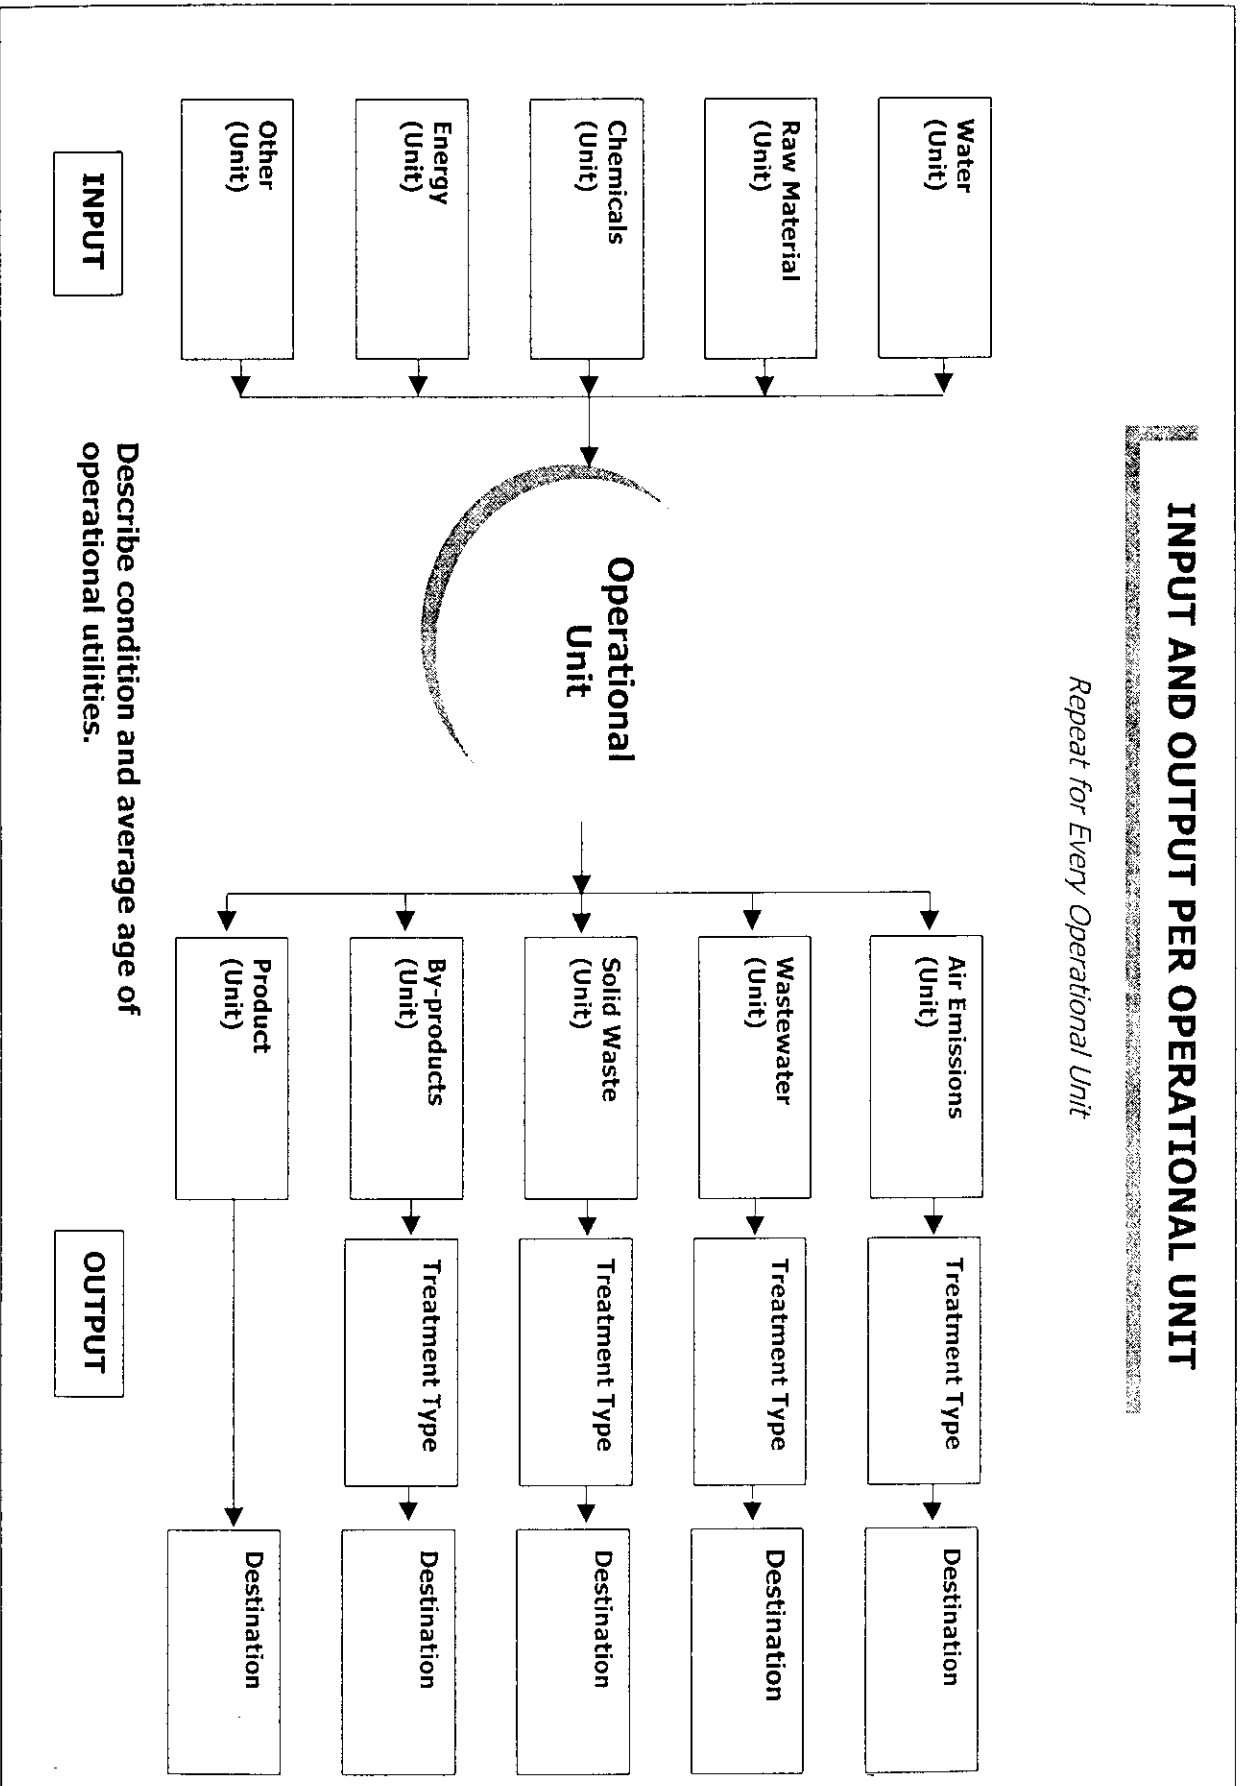 INPUT AND OUTPUT PER OPERATIONAL UNIT
Repeat for Every Operational Unit
Water
(Unit)
Raw Material
(Unit)
Chemicals
(Unit)
Energy
(Unit)
Other
(Unit)
INPUT
Operational
Unit
Describe condition and average age of
operational utilities.
Air Emissions
(Unit)
Treatment Type
Destination
Wastewater
(Unit)
Treatment Type
Destination
Solid Waste
(Unit)
Treatment Type
Destination
By-products
(Unit)
Treatment Type
Destination
Product
(Unit)
Destination
OUTPUT